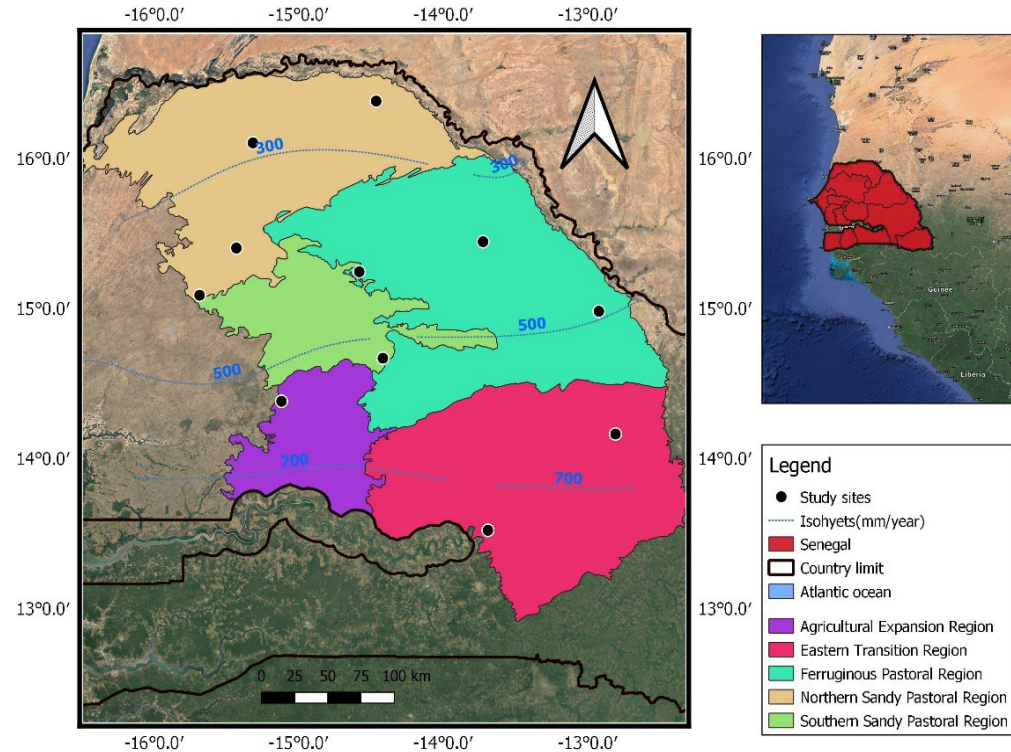 -16°0.0′ -15°0.0′ -14°0.0′ -13°0.0′
16°0.0′ 16°0.0′
15°0.0′ 15°0.0′
14°0.0′ 14°0.0′
13°0.0′ 13°0.0′
300
300
500
500
700
700
0 25 50 75 100 km
-16°0.0′ -15°0.0′ -14°0.0′ -13°0.0′
Guinée
Liberia
Legend
Study sites
Isohyets(mm/year)
Senegal
Country limit
Atlantic ocean
Agricultural Expansion Region
Eastern Transition Region
Ferruginous Pastoral Region
Northern Sandy Pastoral Region
Southern Sandy Pastoral Region